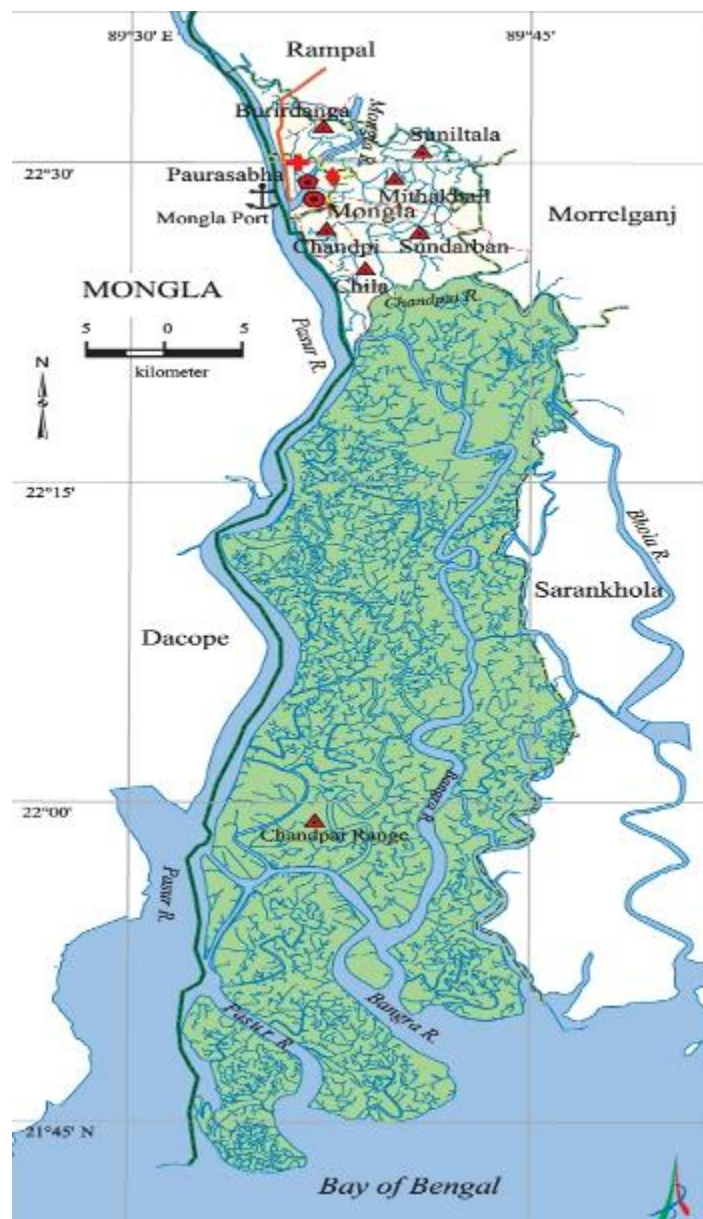 89°30' E
89°45'
Rampal
Burirdanga
Mongla R.
Suniltala
22°30'
Paurasabha
Mithakhali
Mongla Port
Mongla
Morrelganj
Chandpi
Sundarban
Chila
MONGLA
Chandpai R.
5 0 5
kilometer
Pasur R.
N
22°15'
Bhola R.
Sarankhola
Dacope
Bangra R.
22°00'
Chandpai Range
Pasur R.
Pusur R.
Bangra R.
21°45' N
Bay of Bengal